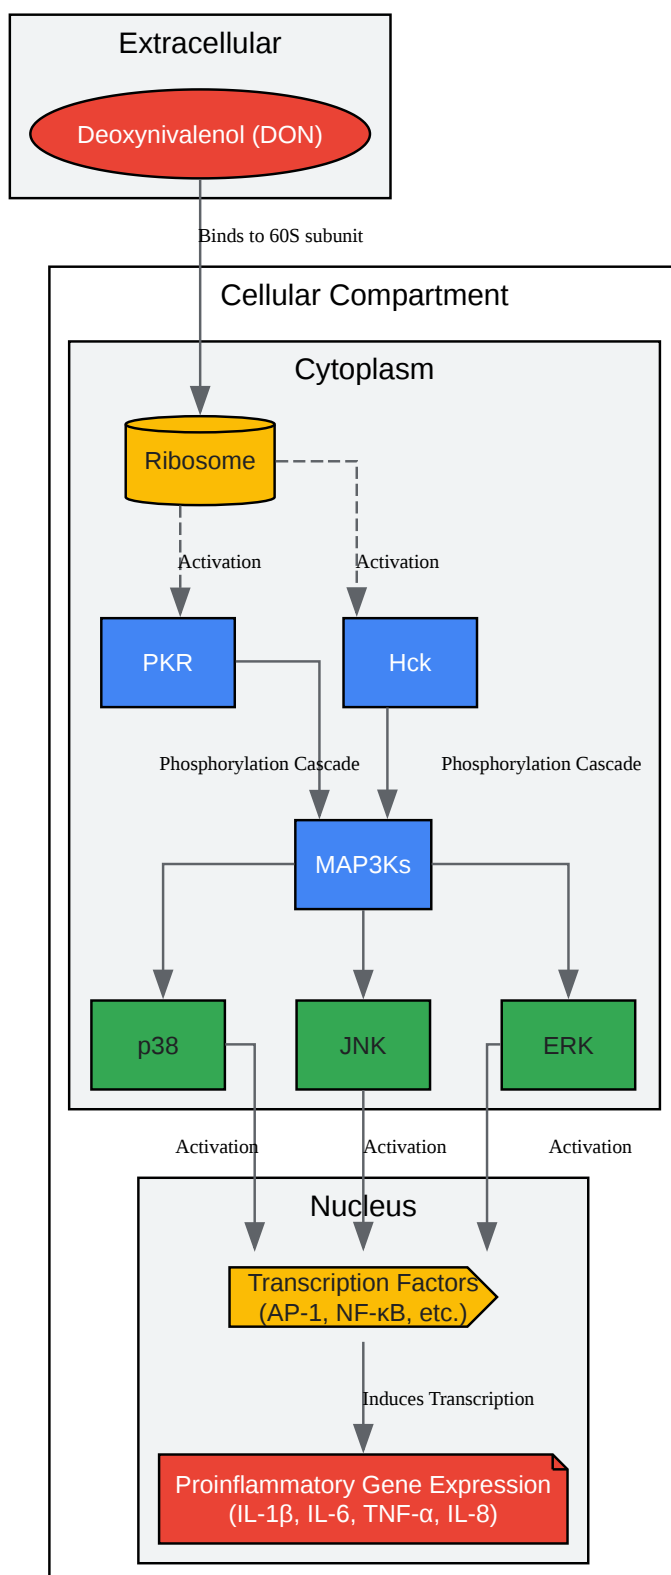 Extracellular
Deoxynivalenol (DON)
Binds to 60S subunit
Cellular Compartment
Cytoplasm
Ribosome
Activation
Activation
PKR
Hck
Phosphorylation Cascade
Phosphorylation Cascade
MAP3Ks
p38
JNK
ERK
Activation
Activation
Activation
Nucleus
Transcription Factors
(AP-1, NF-κB, etc.)
Induces Transcription
Proinflammatory Gene Expression
(IL-1β, IL-6, TNF-α, IL-8)